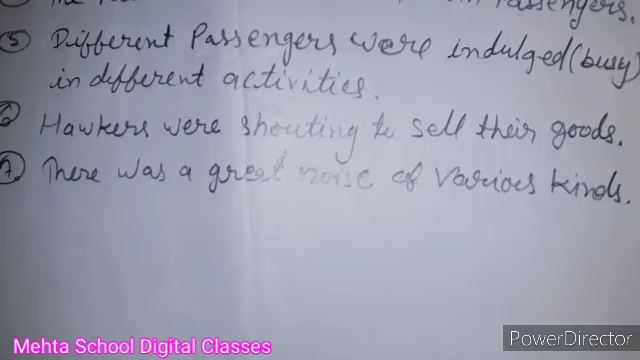 Passengers.
(5) Different Passengers were indulged (busy)
in different activities.
(6) Hawkers were shouting to sell their goods.
(7) There was a great noise of various kinds.
Mehta School Digital Classes
PowerDirector